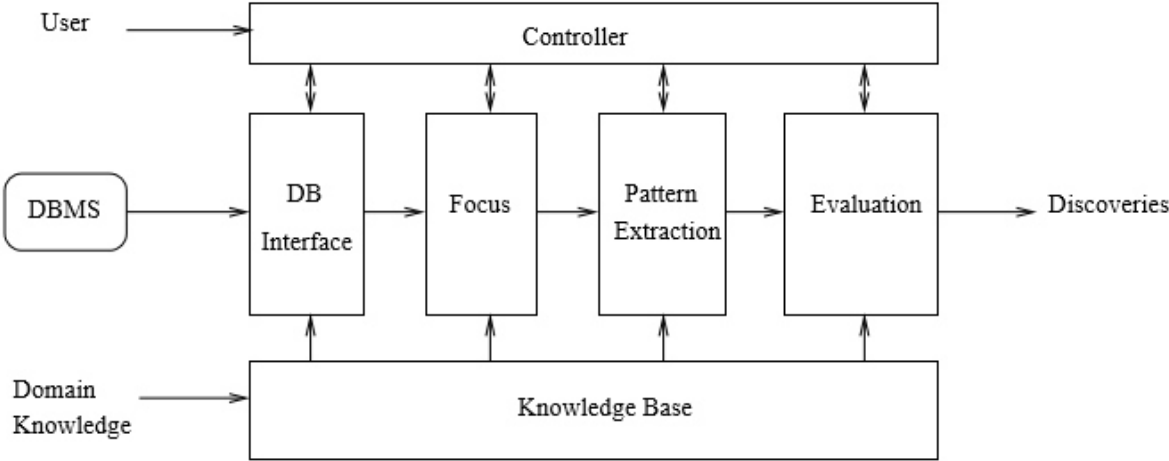 User
Controller
DBMS
DB
Interface
Focus
Pattern
Extraction
Evaluation
Discoveries
Domain
Knowledge
Knowledge Base